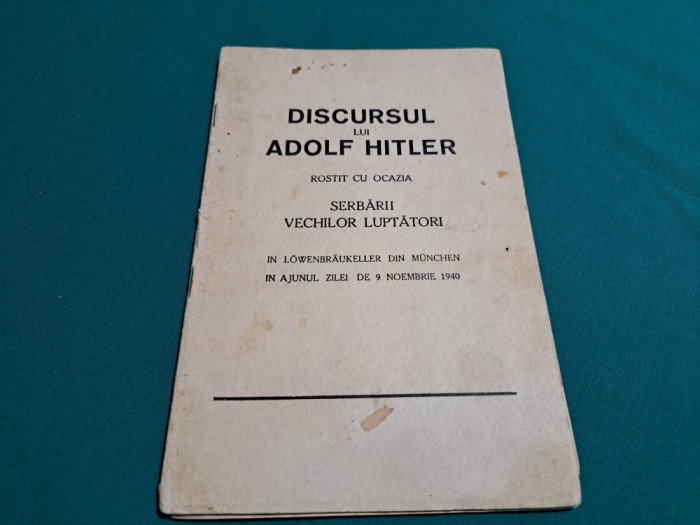 DISCURSUL
LUI
ADOLF HITLER
ROSTIT CU OCAZIA
SERBĂRII
VECHILOR LUPTĂTORI
IN LÖWENBRÄUKELLER DIN MÜNCHEN
IN AJUNUL ZILEI DE 9 NOEMBRIE 1940